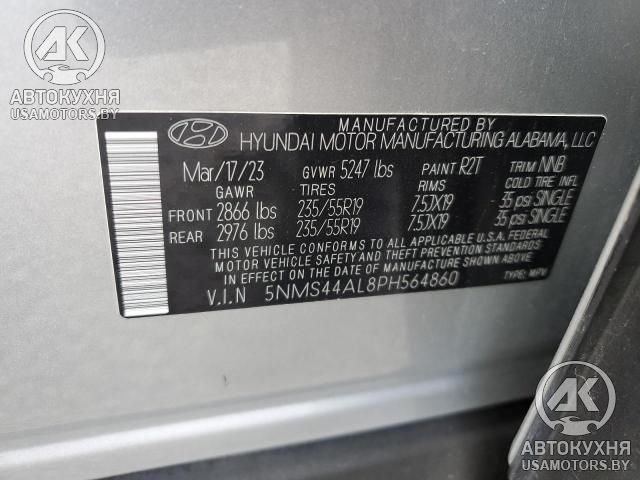 АК
АВТОКУХНЯ
USAMOTORS.BY
MANUFACTURED BY
HYUNDAI MOTOR MANUFACTURING ALABAMA, LLC
Mar/17/23 GVWR 5247 lbs PAINT R2T TRIM NNB
GAWR TIRES RIMS COLD TIRE INFL
FRONT 2866 lbs 235/55R19 7.5JX19 35 psi SINGLE
REAR 2976 lbs 235/55R19 7.5JX19 35 psi SINGLE
THIS VEHICLE CONFORMS TO ALL APPLICABLE U.S.A. FEDERAL
MOTOR VEHICLE SAFETY AND THEFT PREVENTION STANDARDS
IN EFFECT ON THE DATE OF MANUFACTURE SHOWN ABOVE.
V.I.N 5NMS44AL8PH564860 TYPE: MPV
АК
АВТОКУХНЯ
USAMOTORS.BY